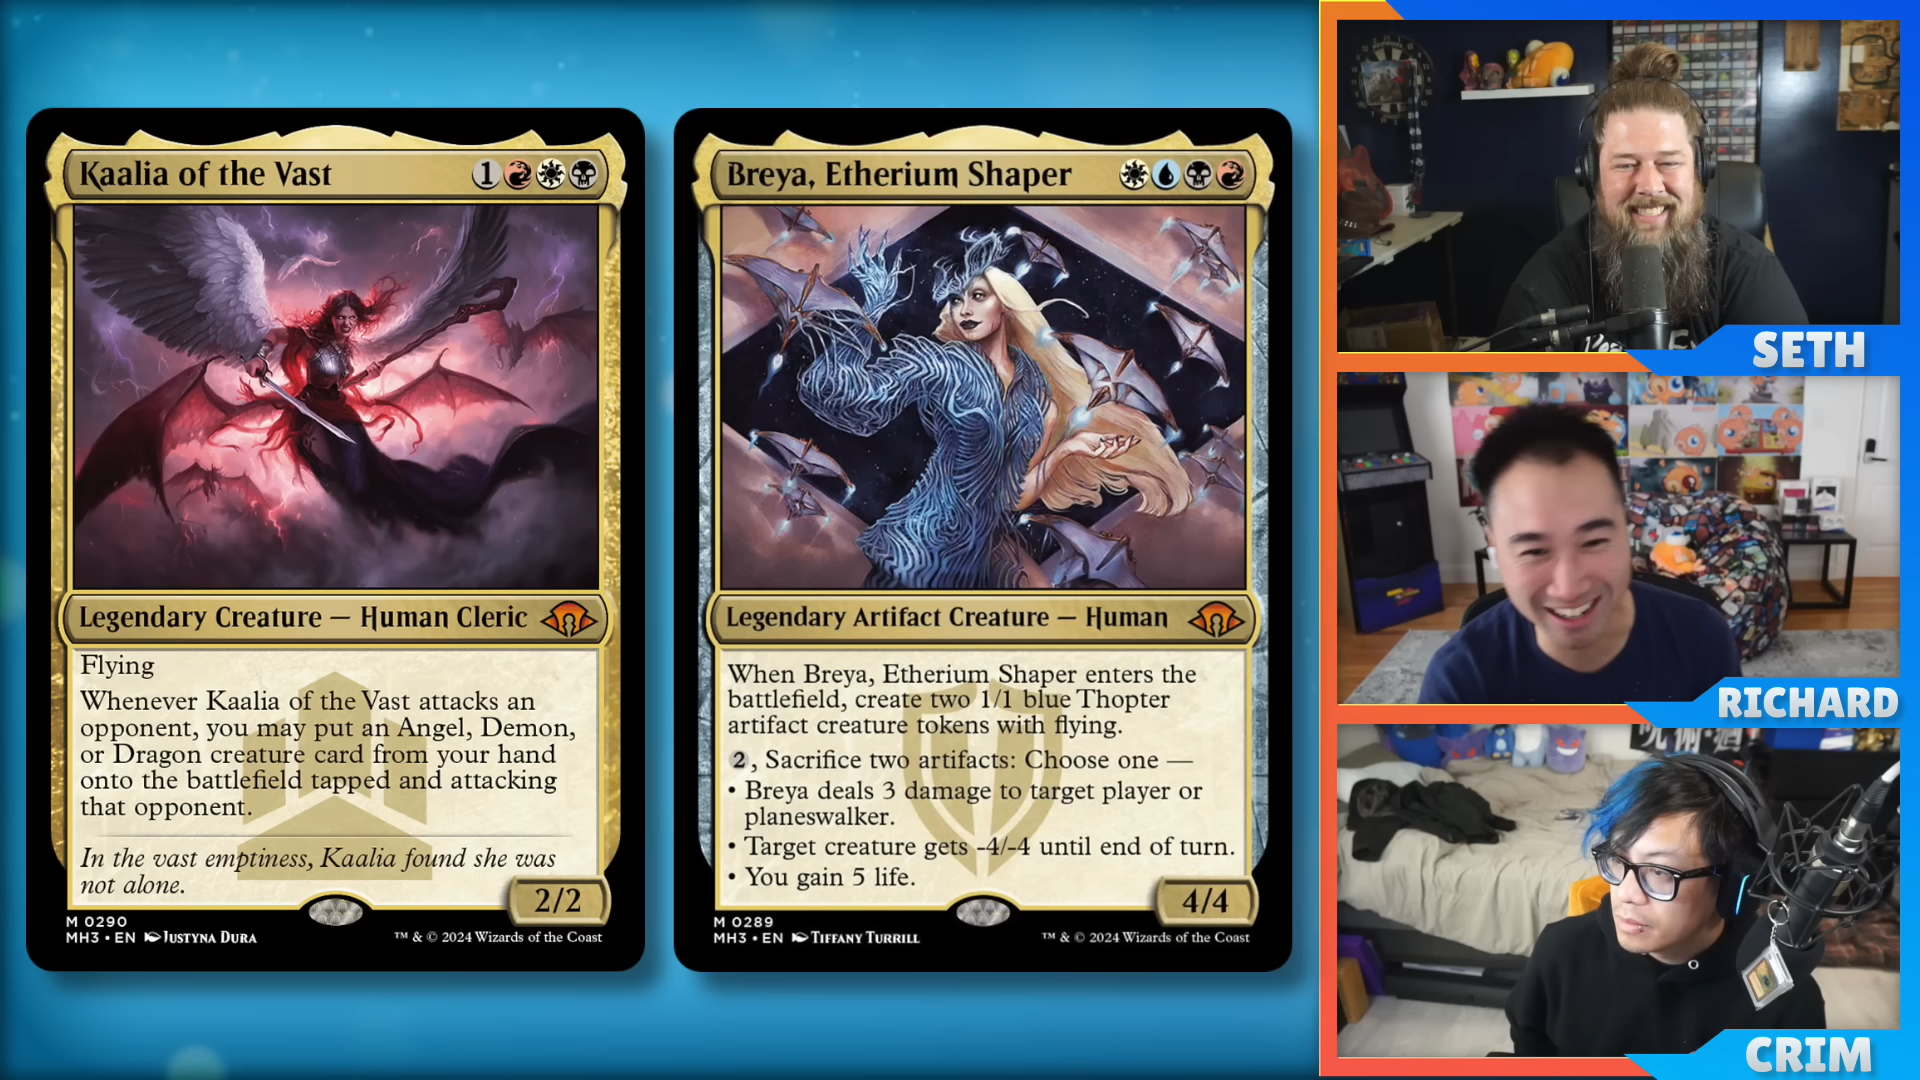 Kaalia of the Vast 1
Legendary Creature — Human Cleric
Flying
Whenever Kaalia of the Vast attacks an
opponent, you may put an Angel, Demon,
or Dragon creature card from your hand
onto the battlefield tapped and attacking
that opponent.
In the vast emptiness, Kaalia found she was
not alone.
2/2
M 0290
MH3 • EN JUSTYNA DURA
™ & © 2024 Wizards of the Coast
Breya, Etherium Shaper
Legendary Artifact Creature — Human
When Breya, Etherium Shaper enters the
battlefield, create two 1/1 blue Thopter
artifact creature tokens with flying.
2, Sacrifice two artifacts: Choose one —
• Breya deals 3 damage to target player or
planeswalker.
• Target creature gets -4/-4 until end of turn.
• You gain 5 life.
4/4
M 0289
MH3 • EN TIFFANY TURRILL
™ & © 2024 Wizards of the Coast
SETH
RICHARD
CRIM